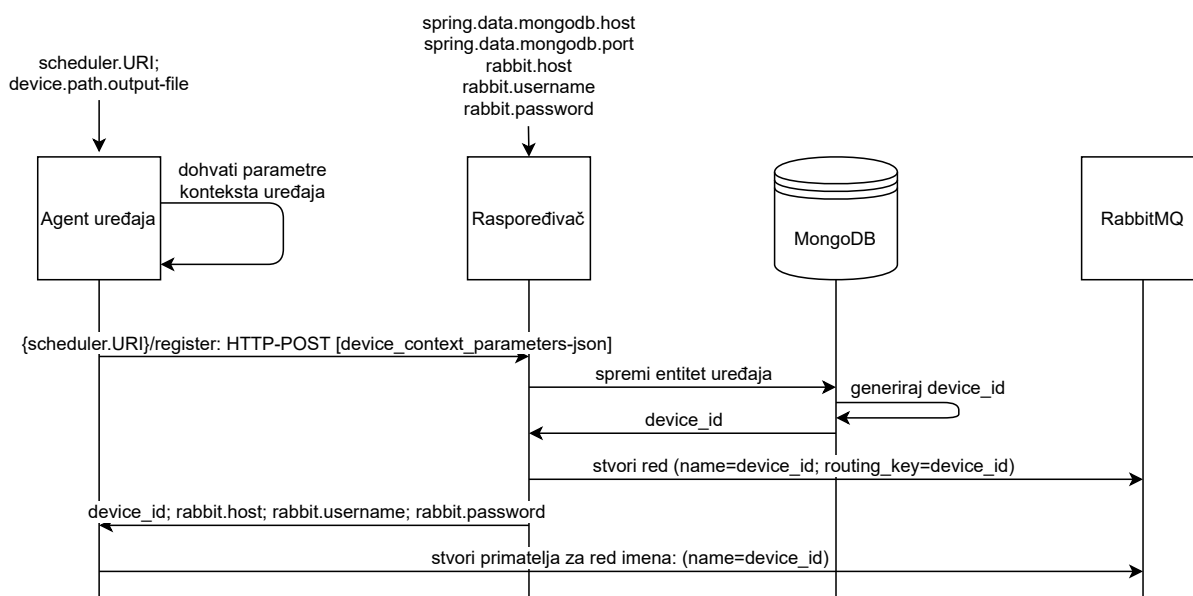 spring.data.mongodb.host
spring.data.mongodb.port
rabbit.host
rabbit.username
rabbit.password
scheduler.URI;
device.path.output-file
dohvati parametre
konteksta uređaja
Agent uređaja
Raspoređivač
MongoDB
RabbitMQ
{scheduler.URI}/register: HTTP-POST [device_context_parameters-json]
spremi entitet uređaja
generiraj device_id
device_id
stvori red (name=device_id; routing_key=device_id)
device_id; rabbit.host; rabbit.username; rabbit.password
stvori primatelja za red imena: (name=device_id)